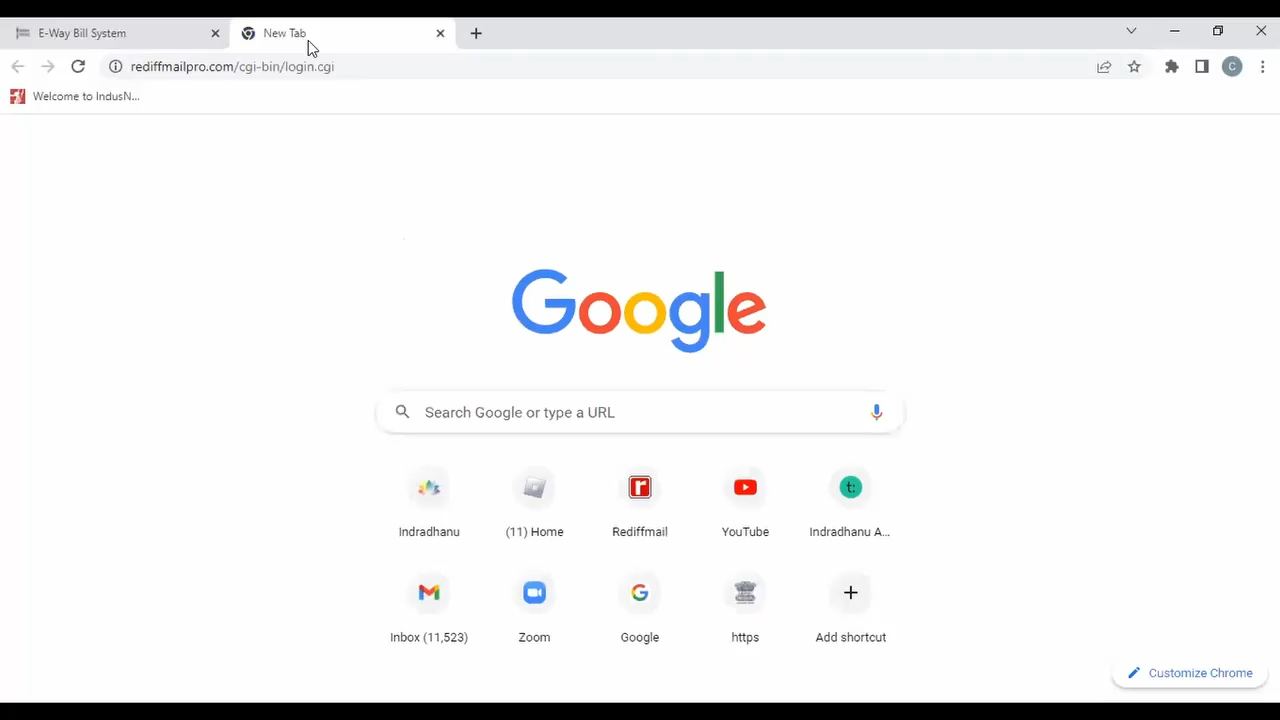 E-Way Bill System
New Tab
rediffmailpro.com/cgi-bin/login.cgi
C
Welcome to IndusN...
Google
Search Google or type a URL
r
t:
Indradhanu
(11) Home
Rediffmail
YouTube
Indradhanu A...
Inbox (11,523)
Zoom
Google
https
Add shortcut
Customize Chrome